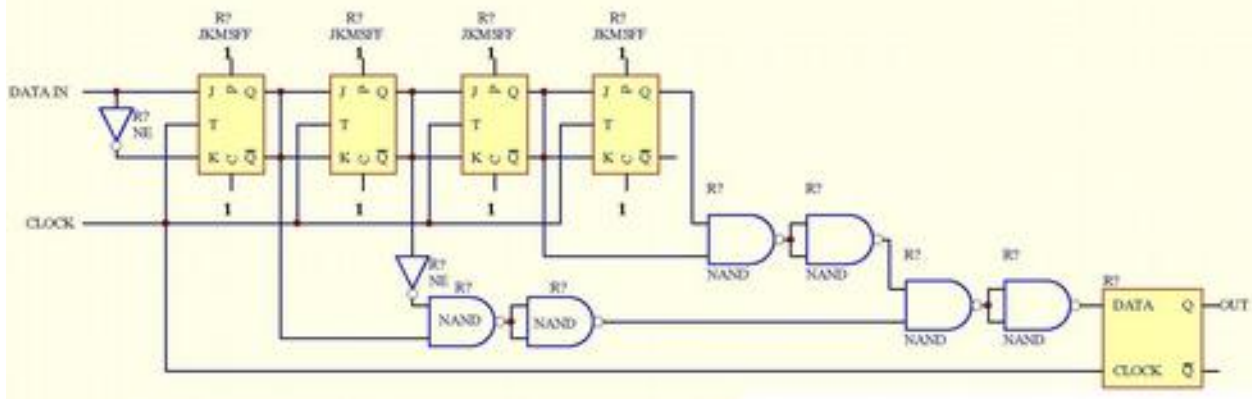 R? R? R? R?
JKMSFF JKMSFF JKMSFF JKMSFF
1 1 1 1
DATA IN J P Q J P Q J P Q J P Q
R? T T T T
NE
K C Q K C Q K C Q K C Q
1 1 1 1
CLOCK
R? R?
NAND NAND
R? R?
R?
NE
R? R?
NAND NAND
NAND NAND
R?
DATA Q OUT
CLOCK Q